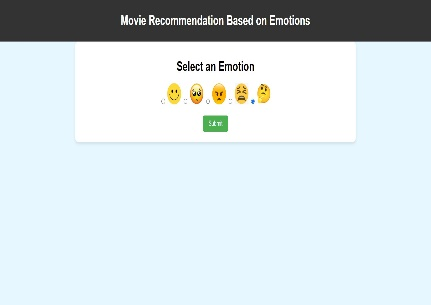 Movie Recommendation Based on Emotions
Select an Emotion
Submit